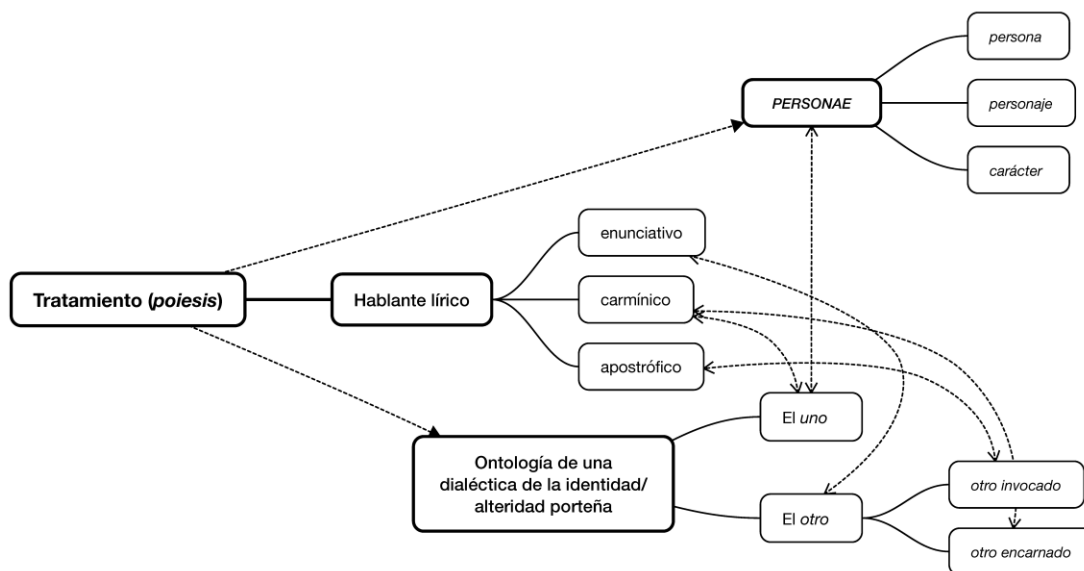 persona
PERSONAE
personaje
carácter
enunciativo
Tratamiento (poiesis)
Hablante lírico
carmínico
apostrófico
El uno
Ontología de una
dialéctica de la identidad/
alteridad porteña
El otro
otro invocado
otro encarnado